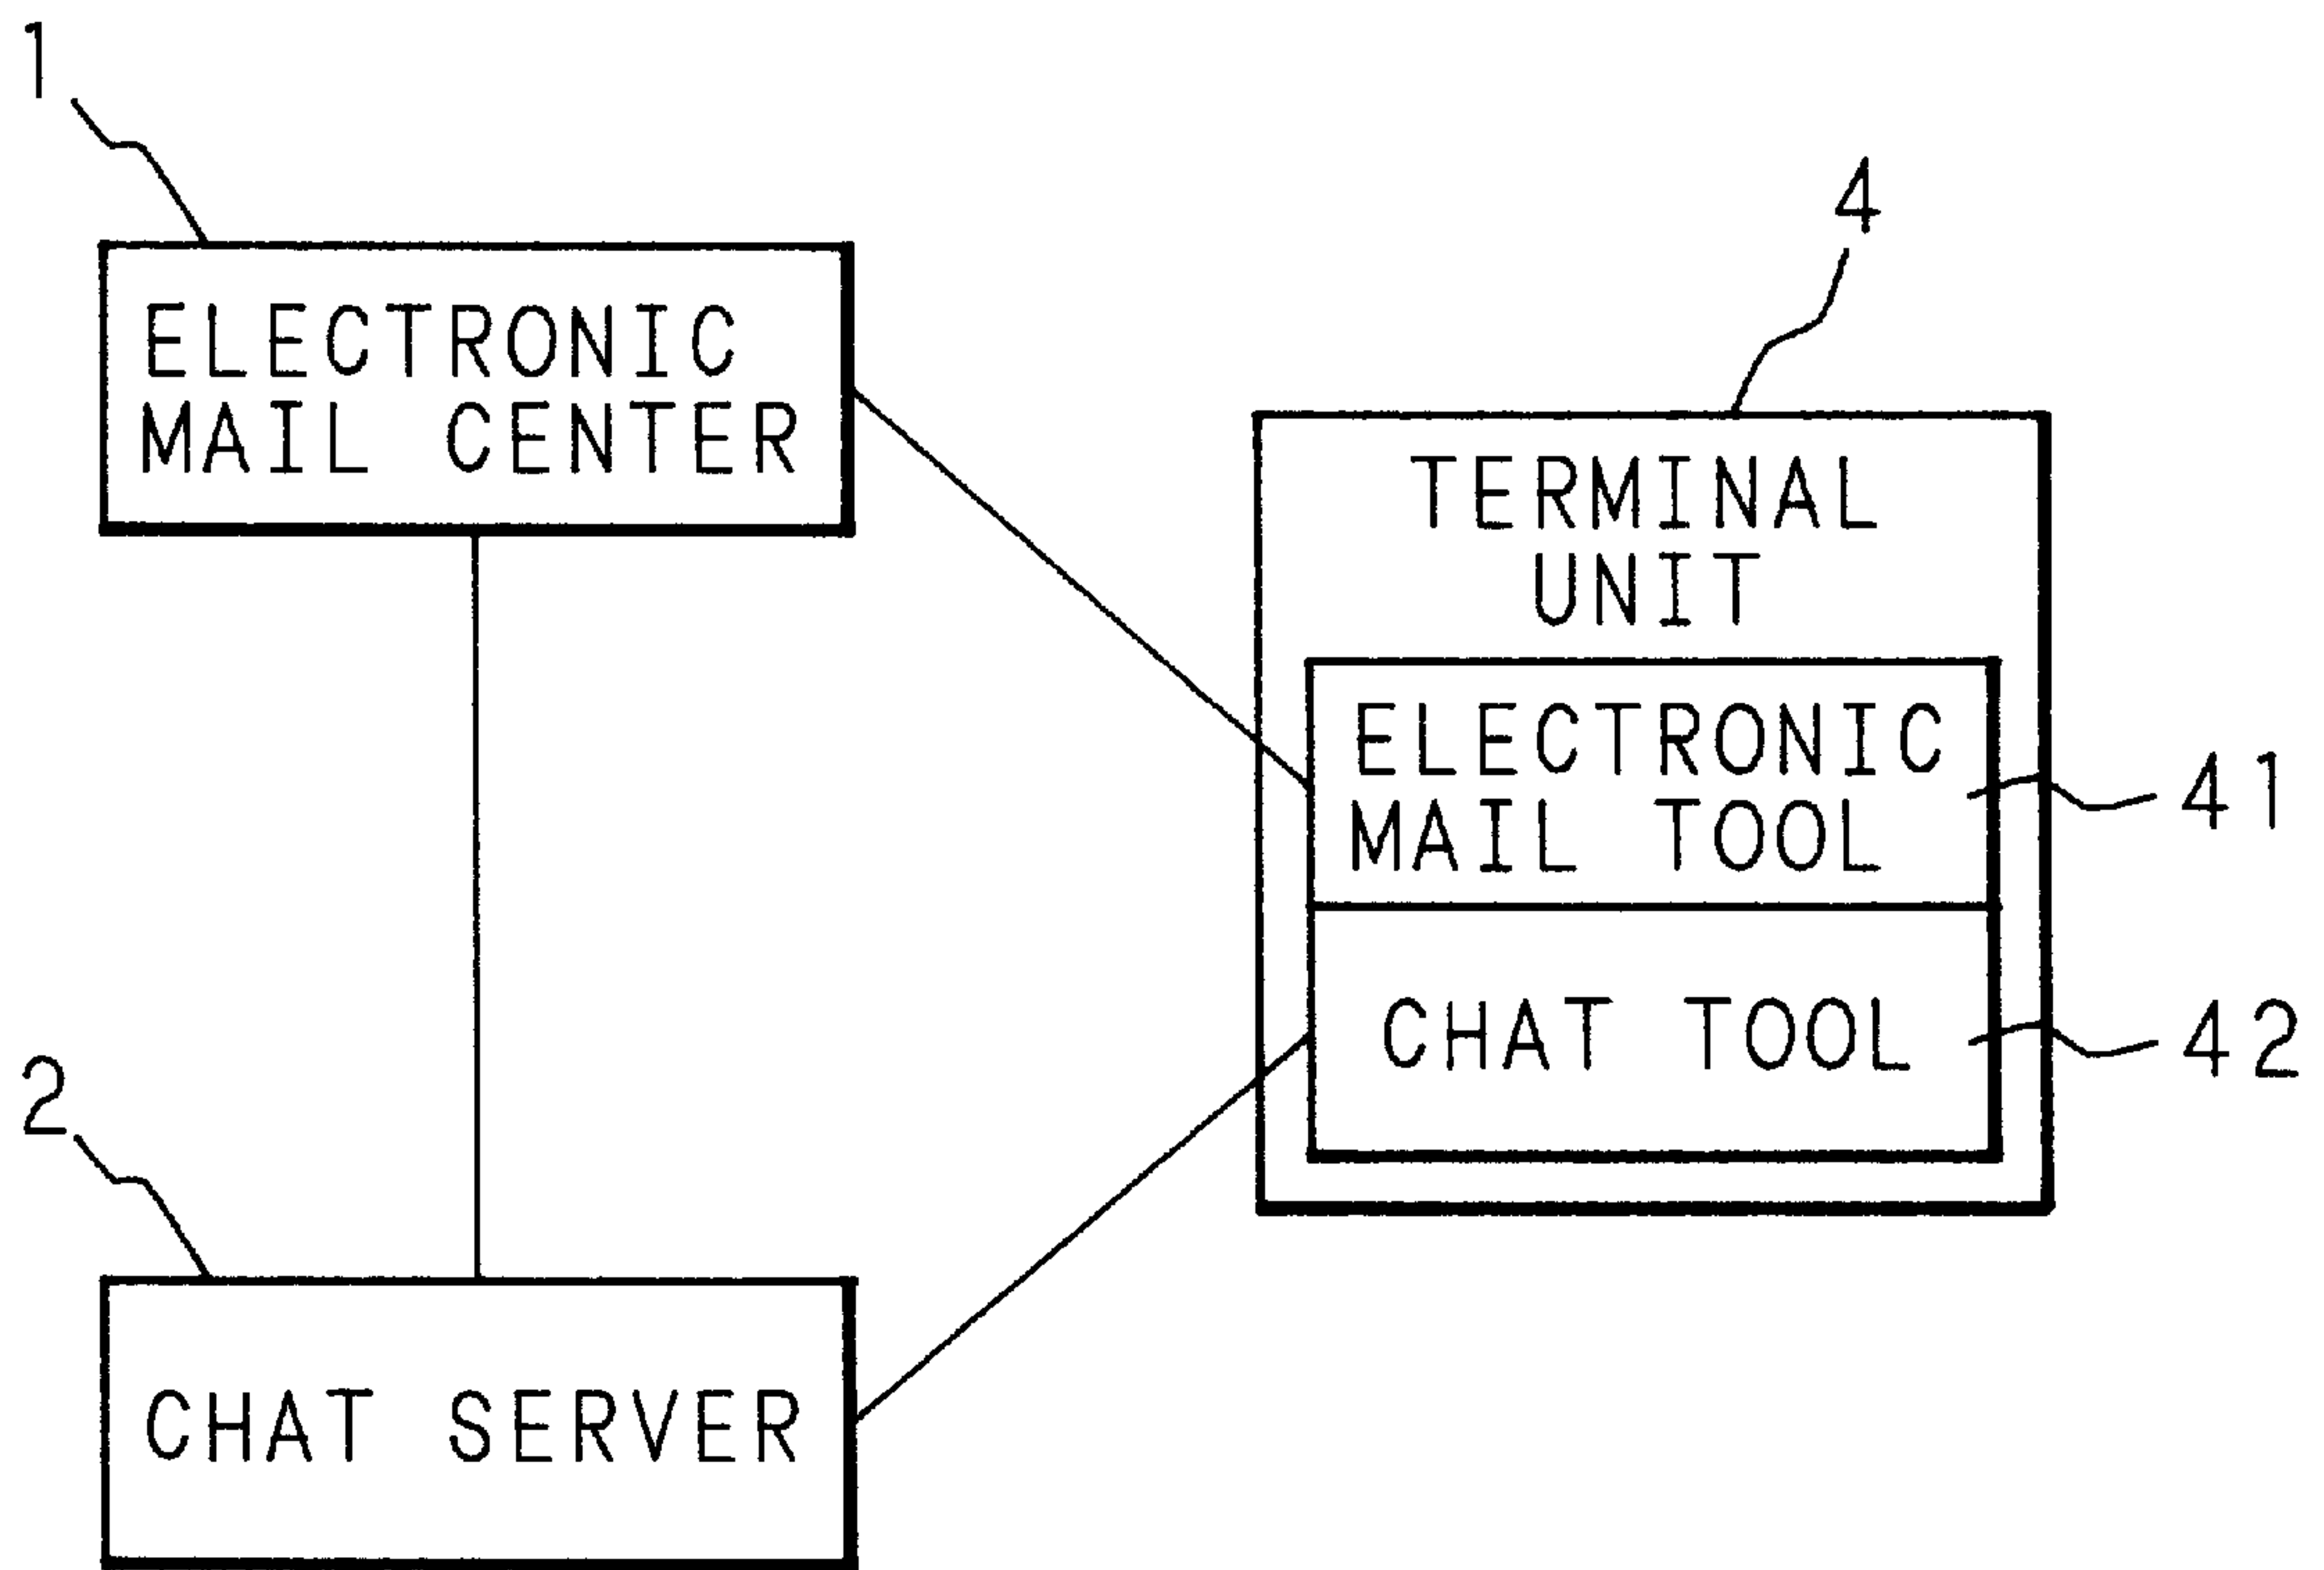 1
ELECTRONIC
MAIL CENTER
4
TERMINAL
UNIT
ELECTRONIC
MAIL TOOL
41
CHAT TOOL
42
2
CHAT SERVER